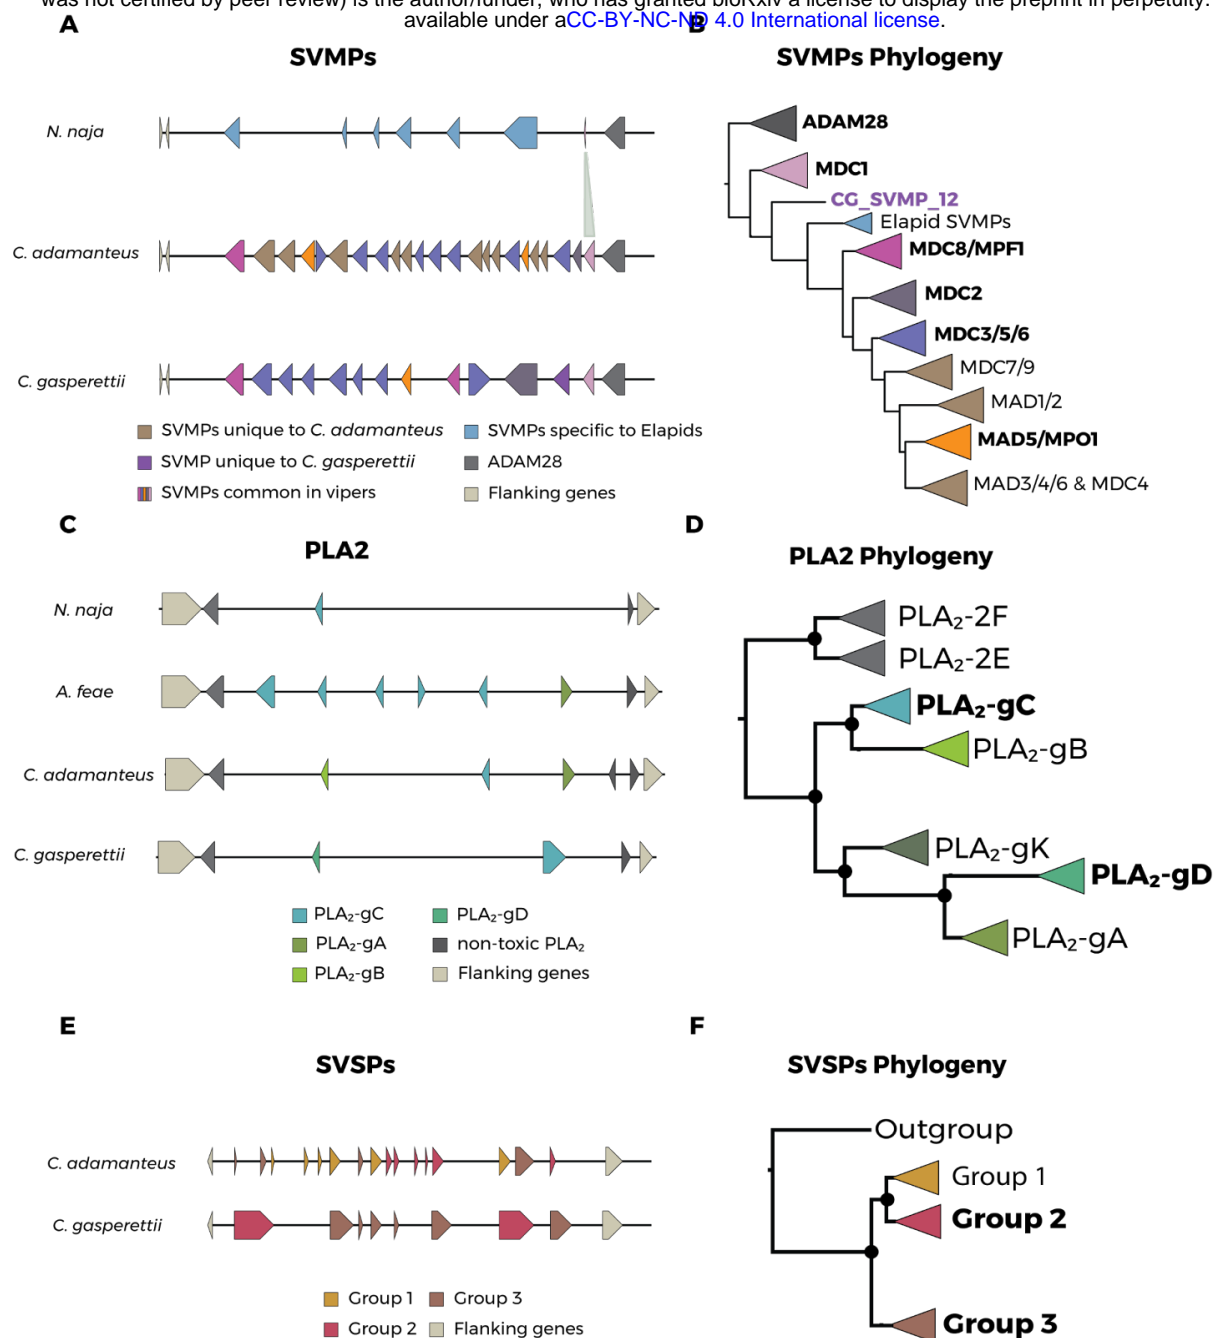 was not certified by peer review) is the author/funder, who has granted bioRxiv a license to display the preprint in perpetuity.
available under aCC-BY-NC-ND 4.0 International license.
A
B
SVMPs
SVMPs Phylogeny
N. naja
C. adamanteus
C. gasperettii
SVMPs unique to C. adamanteus
SVMPs specific to Elapids
SVMP unique to C. gasperettii
ADAM28
SVMPs common in vipers
Flanking genes
ADAM28
MDC1
CG_SVMP_12
Elapid SVMPs
MDC8/MPF1
MDC2
MDC3/5/6
MDC7/9
MAD1/2
MAD5/MPO1
MAD3/4/6 & MDC4
C
D
PLA2
PLA2 Phylogeny
N. naja
A. feae
C. adamanteus
C. gasperettii
PLA₂-gC
PLA₂-gD
PLA₂-gA
non-toxic PLA₂
PLA₂-gB
Flanking genes
PLA₂-2F
PLA₂-2E
PLA₂-gC
PLA₂-gB
PLA₂-gK
PLA₂-gD
PLA₂-gA
E
F
SVSPs
SVSPs Phylogeny
C. adamanteus
C. gasperettii
Group 1
Group 3
Group 2
Flanking genes
Outgroup
Group 1
Group 2
Group 3